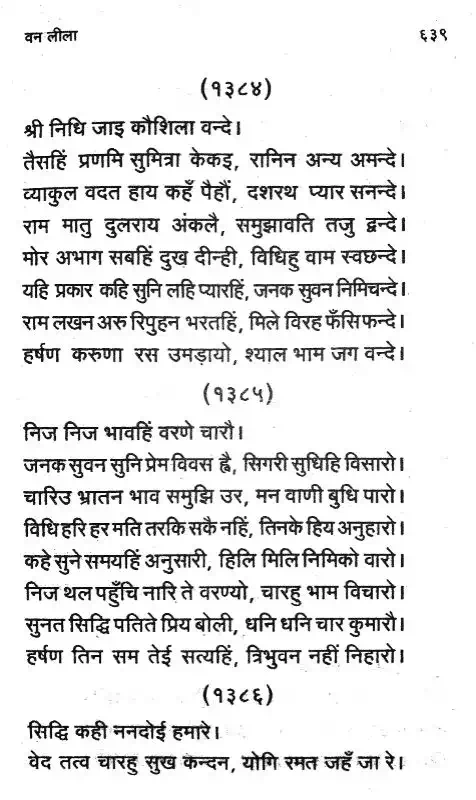 वन लीला
६३९
(१३८४)
श्री निधि जाइ कौशिला वन्दे।
तैसहिं प्रणमि सुमित्रा केकइ, रानिन अन्य अमन्दे।
व्याकुल वदत हाय कहँ पैहौं, दशरथ प्यार सनन्दे।
राम मातु दुलराय अंकलै, समुझावति तजु द्वन्दे।
मोर अभाग सबहिं दुख दीन्ही, विधिहु वाम स्वछन्दे।
यहि प्रकार कहि सुनि लहि प्यारहिं, जनक सुवन निमिचन्दे।
राम लखन अरु रिपुहन भरतहिं, मिले विरह फँसि फन्दे।
हर्षण करुणा रस उमड़ायो, श्याल भाम जग वन्दे।
(१३८५)
निज निज भावहिं वरणे चारौ।
जनक सुवन सुनि प्रेम विवस ह्वै, सिगरी सुधिहि विसारो।
चारिउ भ्रातन भाव समुझि उर, मन वाणी बुधि पारो।
विधि हरि हर मति तरकि सकै नहिं, तिनके हिय अनुहारो।
कहे सुने समयहिं अनुसारी, हिलि मिलि निमिको वारो।
निज थल पहुँचि नारि ते वरण्यो, चारहु भाम विचारो।
सुनत सिद्धि पतिते प्रिय बोली, धनि धनि चार कुमारौ।
हर्षण तिन सम तेई सत्यहिं, त्रिभुवन नहीं निहारो।
(१३८६)
सिद्धि कही ननदोई हमारे।
वेद तत्व चारहु सुख कन्दन, योगि रमत जहँ जा रे।